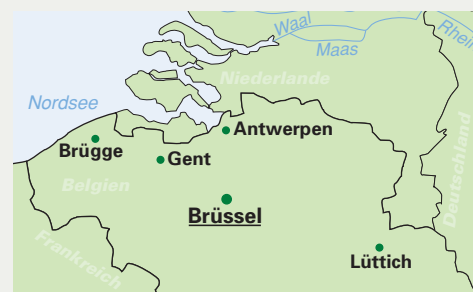 Waal
Rhein
Maas
Niederlande
Nordsee
Antwerpen
Brügge
Gent
Belgien
Deutschland
Brüssel
Frankreich
Lüttich